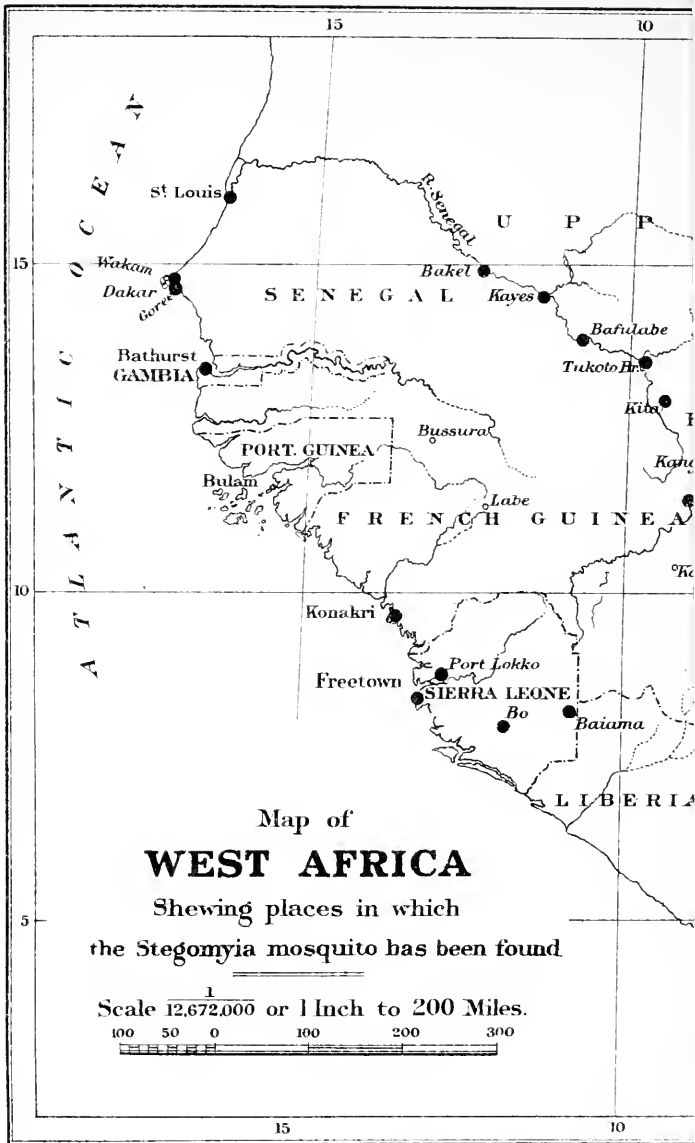 15 10
ATLANTIC OCEAN
St. Louis
R. Senegal
UPP
15
Wakam
Dakar
Goree
SENEGAL
Bakel
Kayes
Bafulabe
Tukoto Br.
Kita
Bathurst
GAMBIA
PORT. GUINEA
Bussura
Kang
Bulam
Labe
FRENCH GUINEA
Ko
10
Konakri
Port Lokko
Freetown
SIERRA LEONE
Bo
Baiama
LIBERIA
Map of
WEST AFRICA
Shewing places in which
the Stegomyia mosquito has been found
5
Scale 1/12,672,000 or 1 Inch to 200 Miles.
100 50 0 100 200 300
15 10